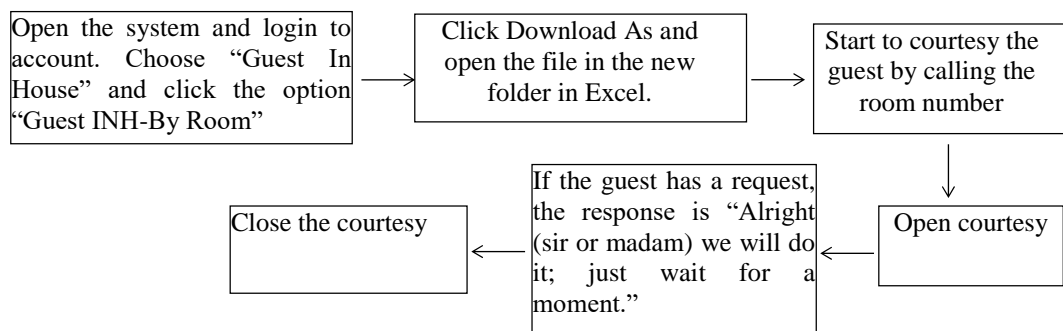 Open the system and login to
account. Choose “Guest In
House” and click the option
“Guest INH-By Room”
Click Download As and
open the file in the new
folder in Excel.
Start to courtesy the
guest by calling the
room number
Open courtesy
If the guest has a request,
the response is “Alright
(sir or madam) we will do
it; just wait for a
moment.”
Close the courtesy